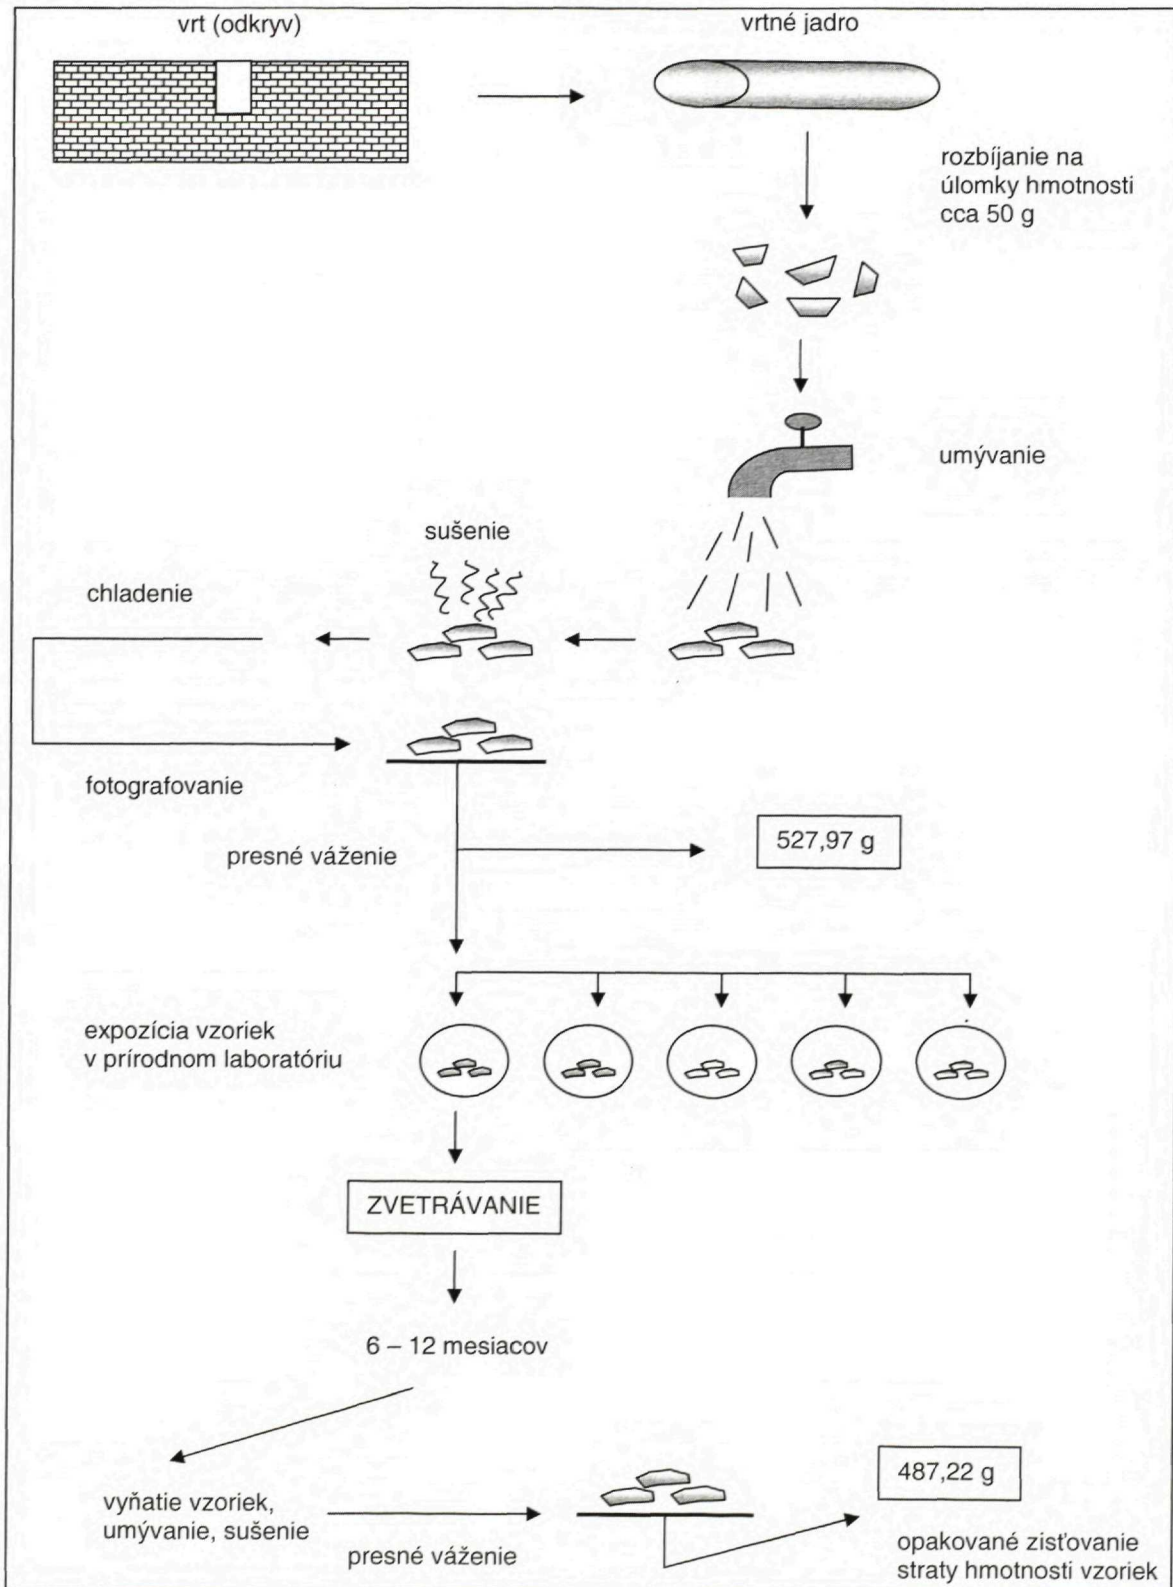 vrt (odkryv)
vrtné jadro
rozbíjanie na
úlomky hmotnosti
cca 50 g
umývanie
sušenie
chladenie
fotografovanie
presné váženie
527,97 g
expozícia vzoriek
v prírodnom laboratóriu
ZVETRÁVANIE
6 – 12 mesiacov
vyňatie vzoriek,
umývanie, sušenie
presné váženie
487,22 g
opakované zisťovanie
straty hmotnosti vzoriek